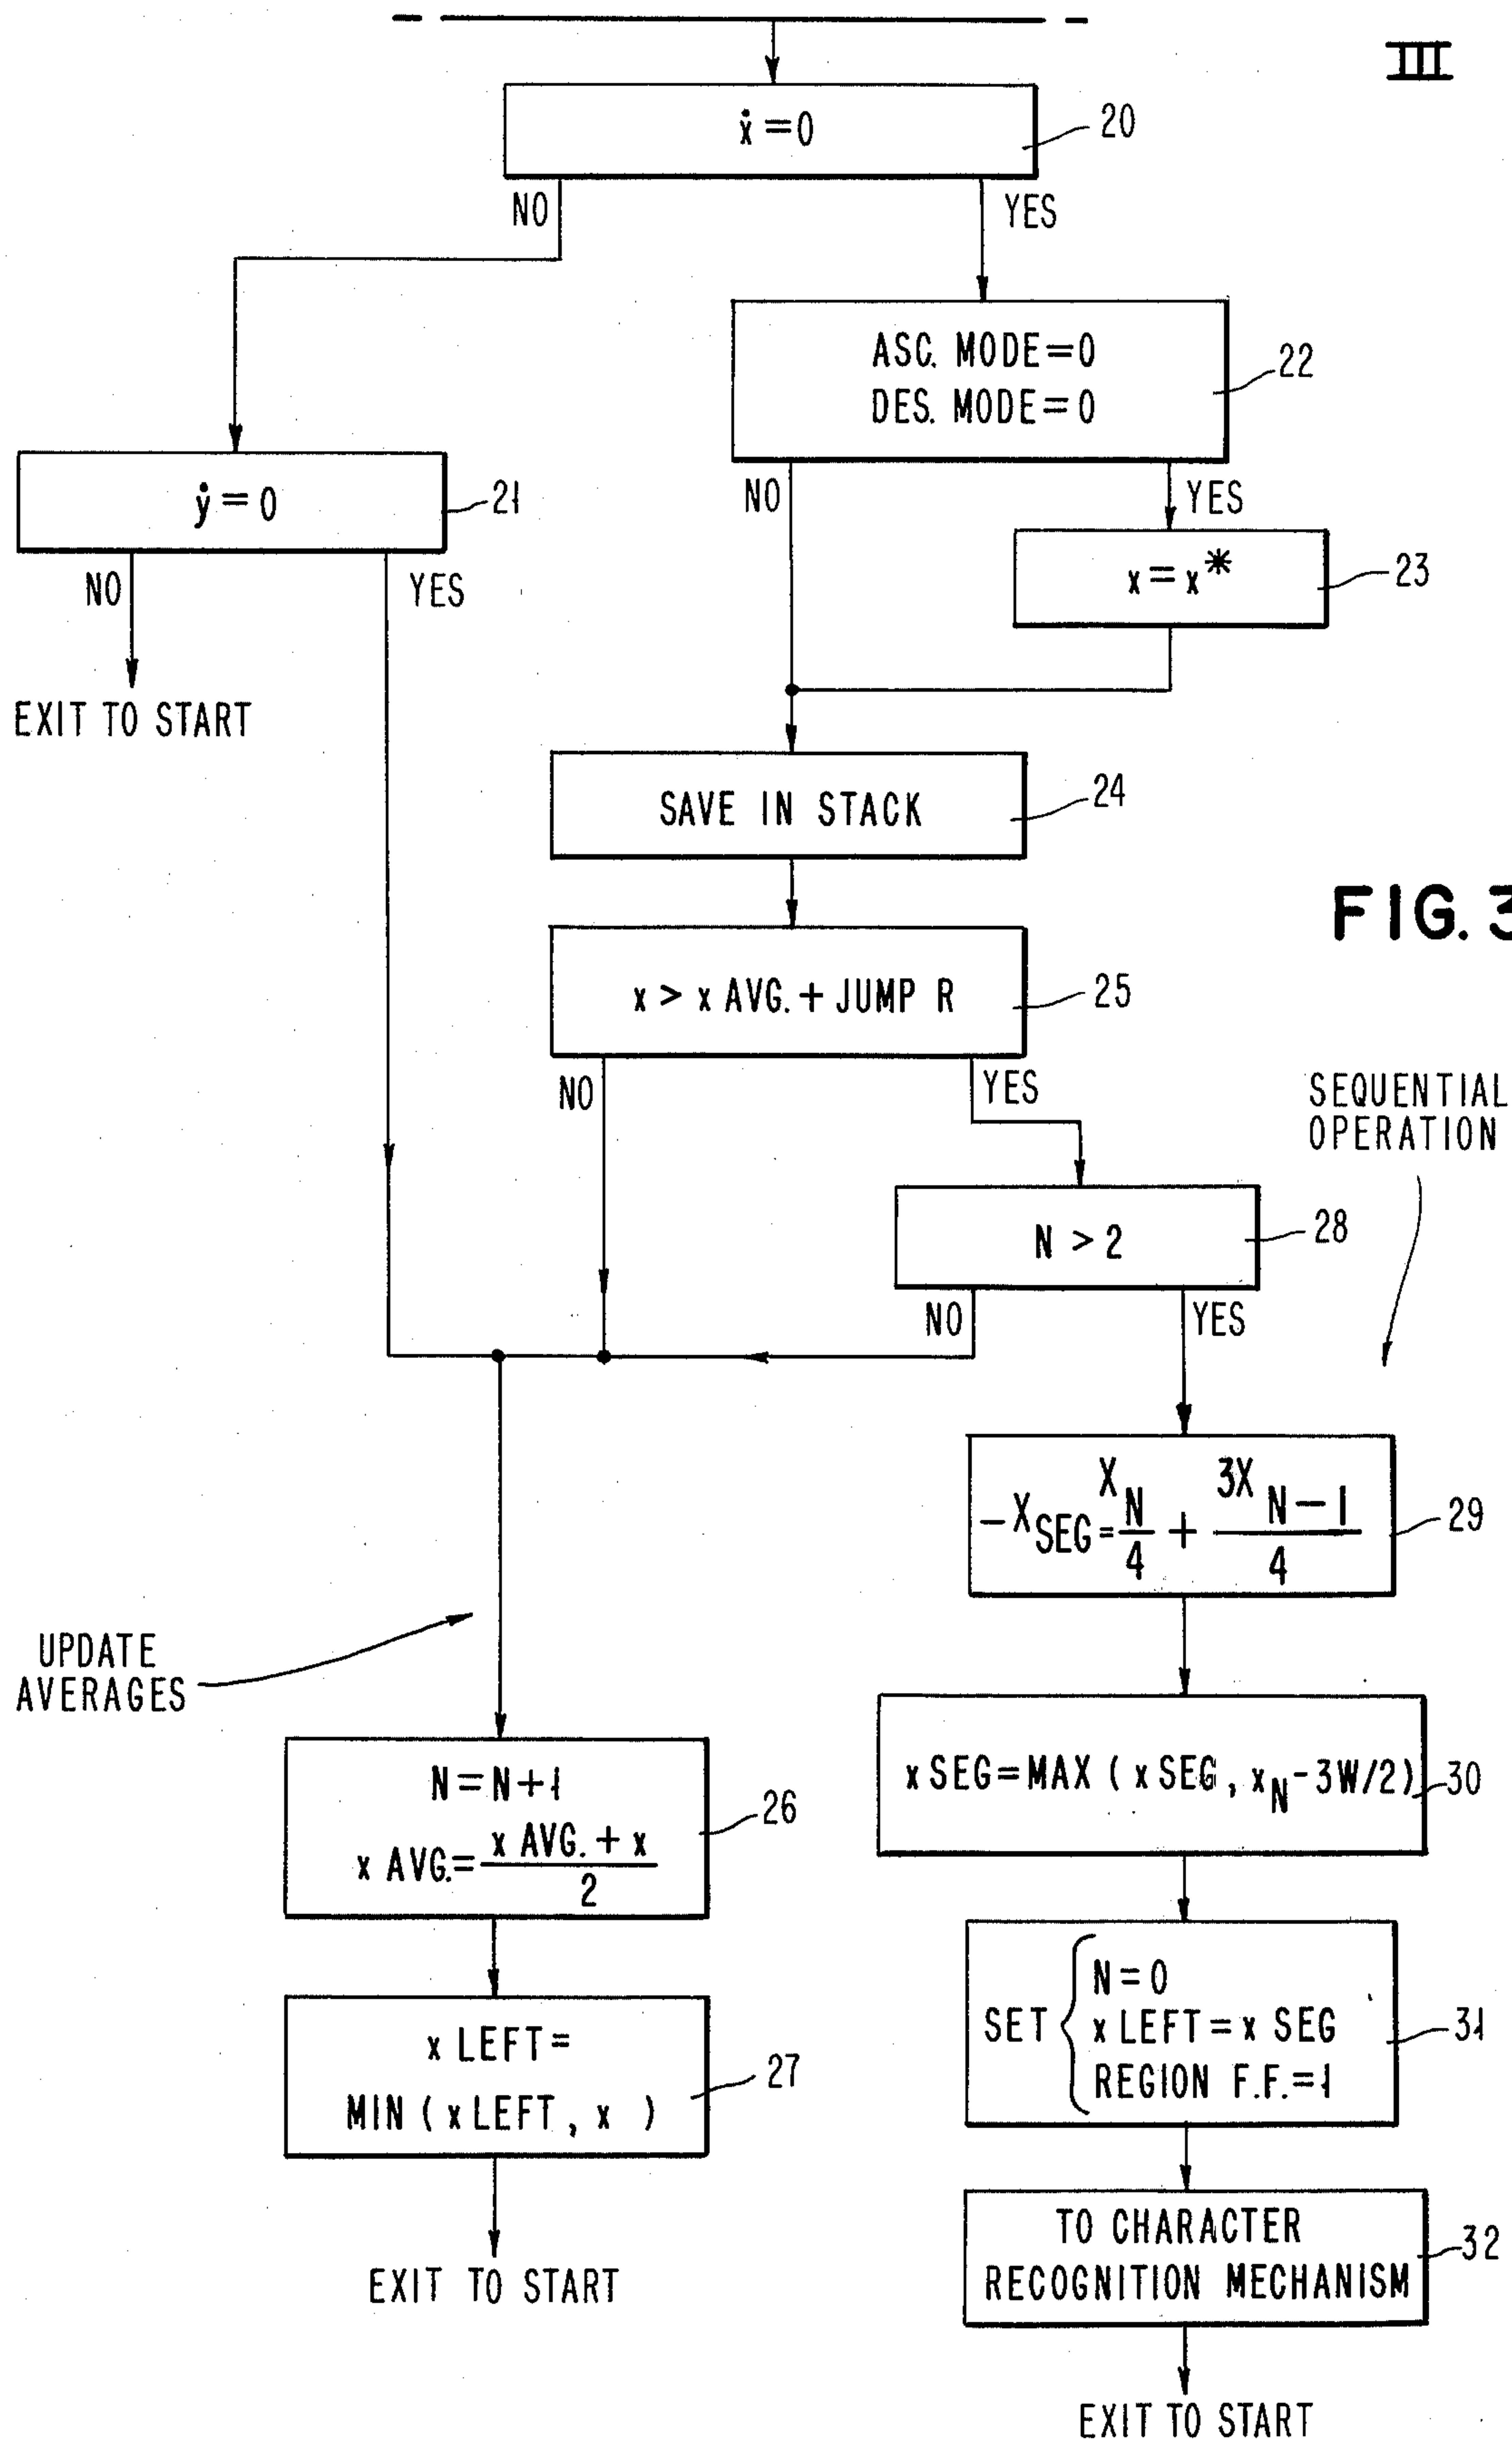 III
ẋ = 0
20
NO
YES
ASC. MODE = 0
DES. MODE = 0
22
ẏ = 0
21
NO
YES
x = x*
23
NO
YES
EXIT TO START
SAVE IN STACK
24
FIG. 3
x > x AVG. + JUMP R
25
NO
YES
SEQUENTIAL
OPERATION
N > 2
28
NO
YES
-X SEG = X N/4 + 3X N-1/4
29
UPDATE
AVERAGES
x SEG = MAX ( x SEG , x N - 3W/2)
30
N = N + 1
x AVG. = x AVG. + x / 2
26
SET { N = 0
x LEFT = x SEG
REGION F.F. = 1
31
x LEFT =
MIN ( x LEFT , x )
27
TO CHARACTER
RECOGNITION MECHANISM
32
EXIT TO START
EXIT TO START